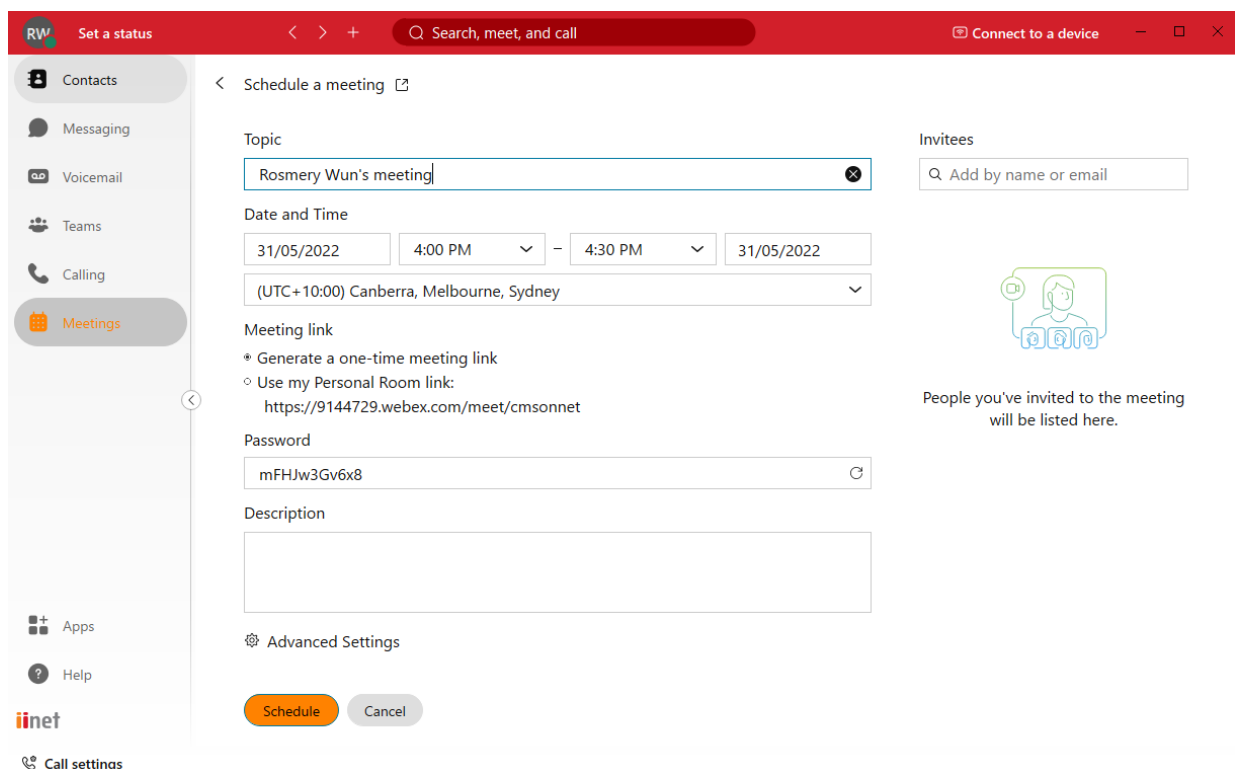 RW Set a status Search, meet, and call Connect to a device
Contacts
Messaging
Voicemail
Teams
Calling
Meetings
Apps
Help
iinet
Call settings
Schedule a meeting
Topic
Rosmery Wun's meeting
Date and Time
31/05/2022 4:00 PM – 4:30 PM 31/05/2022
(UTC+10:00) Canberra, Melbourne, Sydney
Meeting link
Generate a one-time meeting link
Use my Personal Room link:
https://9144729.webex.com/meet/cmsonnet
Password
mFHJw3Gv6x8
Description
Advanced Settings
Schedule Cancel
Invitees
Add by name or email
People you've invited to the meeting
will be listed here.